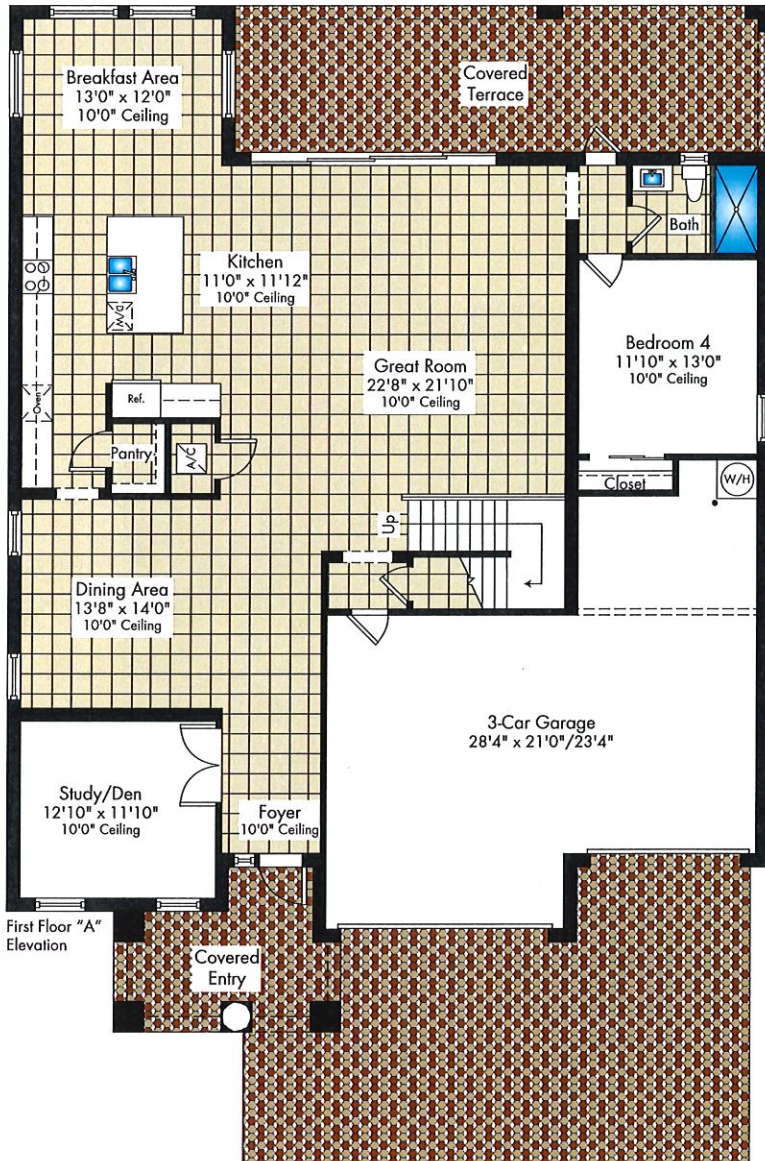 Breakfast Area
13'0" x 12'0"
10'0" Ceiling
Covered
Terrace
Bath
Kitchen
11'0" x 11'12"
10'0" Ceiling
D/W
Bedroom 4
11'10" x 13'0"
10'0" Ceiling
Great Room
22'8" x 21'10"
10'0" Ceiling
Oven
Ref.
Pantry
A/C
Closet
W/H
Up
Dining Area
13'8" x 14'0"
10'0" Ceiling
3-Car Garage
28'4" x 21'0"/23'4"
Study/Den
12'10" x 11'10"
10'0" Ceiling
Foyer
10'0" Ceiling
First Floor "A"
Elevation
Covered
Entry